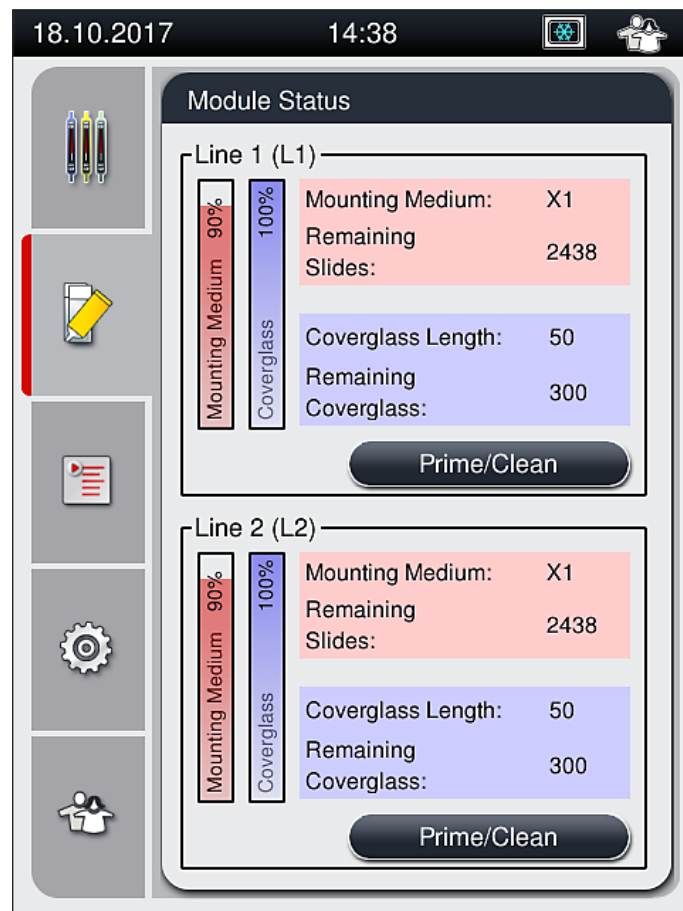 18.10.2017 14:38
Module Status
Line 1 (L1)
Mounting Medium 90%
Coverglass 100%
Mounting Medium: X1
Remaining
Slides: 2438
Coverglass Length: 50
Remaining
Coverglass: 300
Prime/Clean
Line 2 (L2)
Mounting Medium 90%
Coverglass 100%
Mounting Medium: X1
Remaining
Slides: 2438
Coverglass Length: 50
Remaining
Coverglass: 300
Prime/Clean